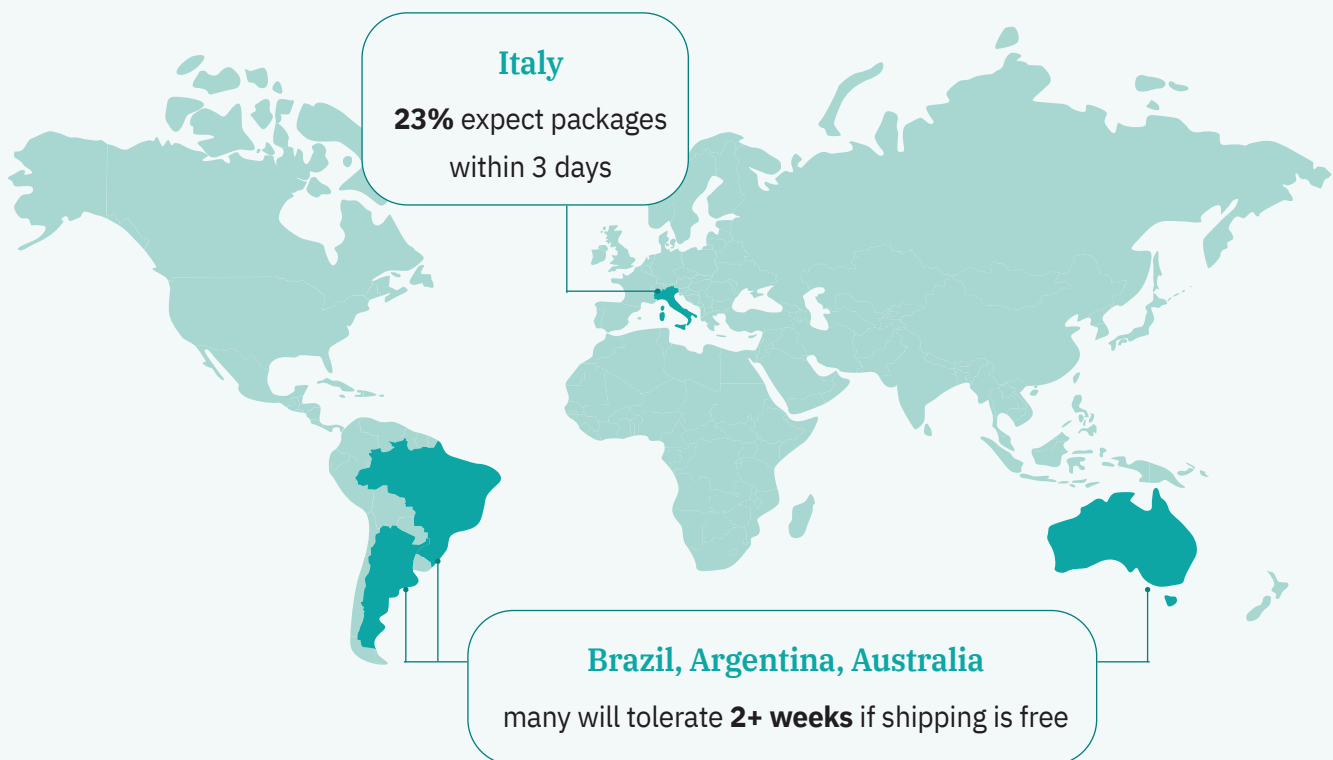 Italy
23% expect packages
within 3 days
Brazil, Argentina, Australia
many will tolerate 2+ weeks if shipping is free